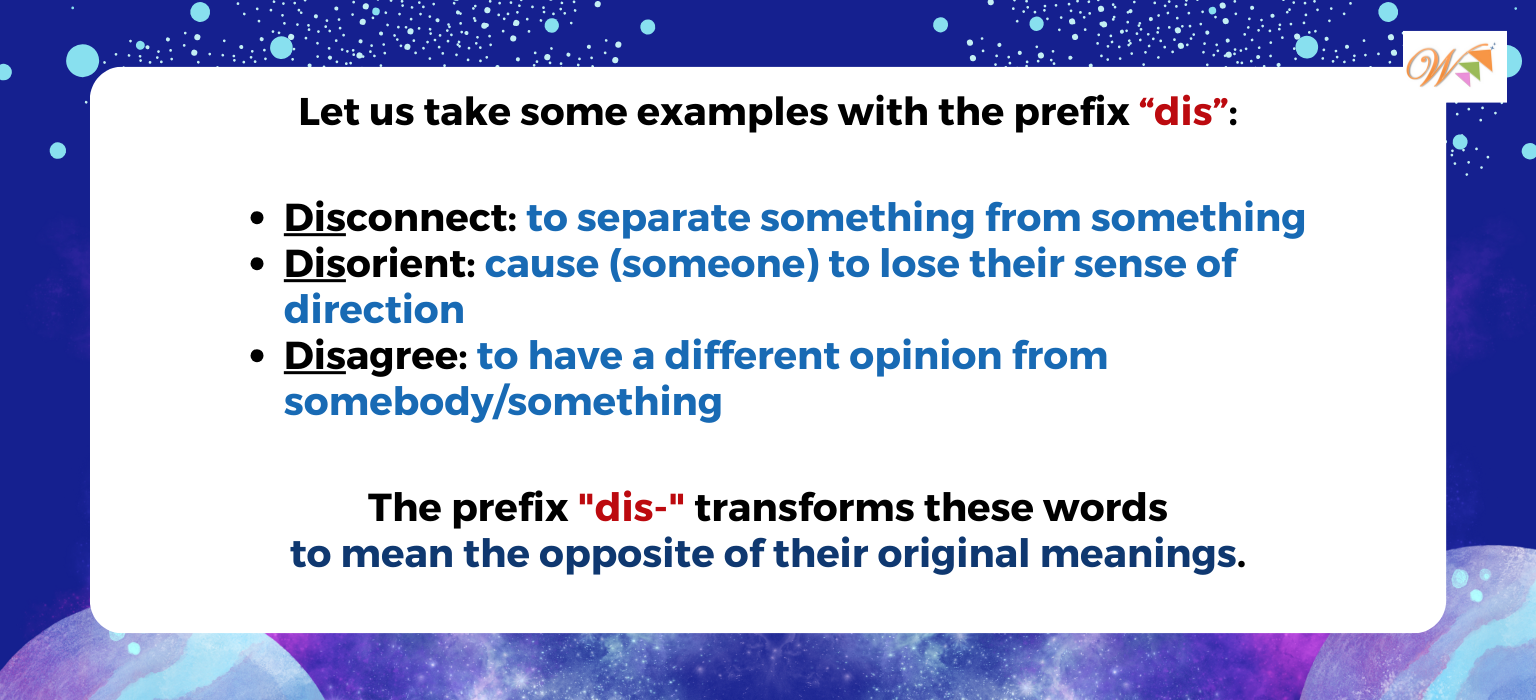 W
Let us take some examples with the prefix “dis”:
• Disconnect: to separate something from something
• Disorient: cause (someone) to lose their sense of
direction
• Disagree: to have a different opinion from
somebody/something
The prefix "dis-" transforms these words
to mean the opposite of their original meanings.